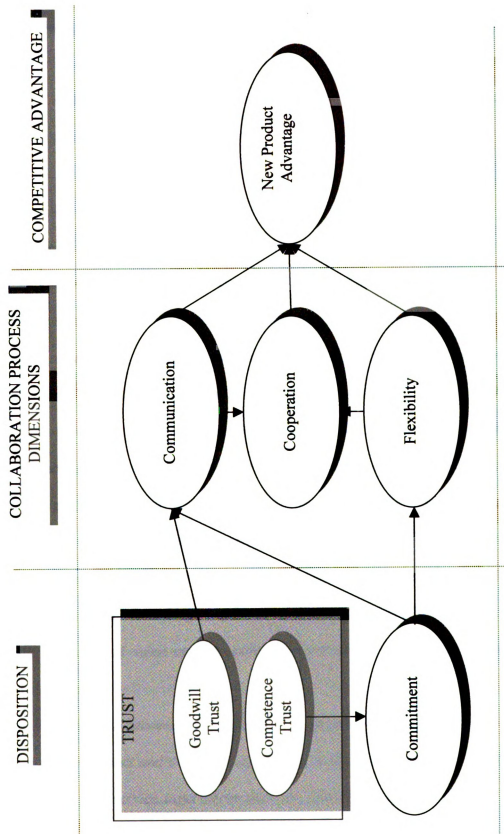 DISPOSITION
COLLABORATION PROCESS
DIMENSIONS
COMPETITIVE ADVANTAGE
TRUST
Goodwill
Trust
Competence
Trust
Commitment
Communication
Cooperation
Flexibility
New Product
Advantage